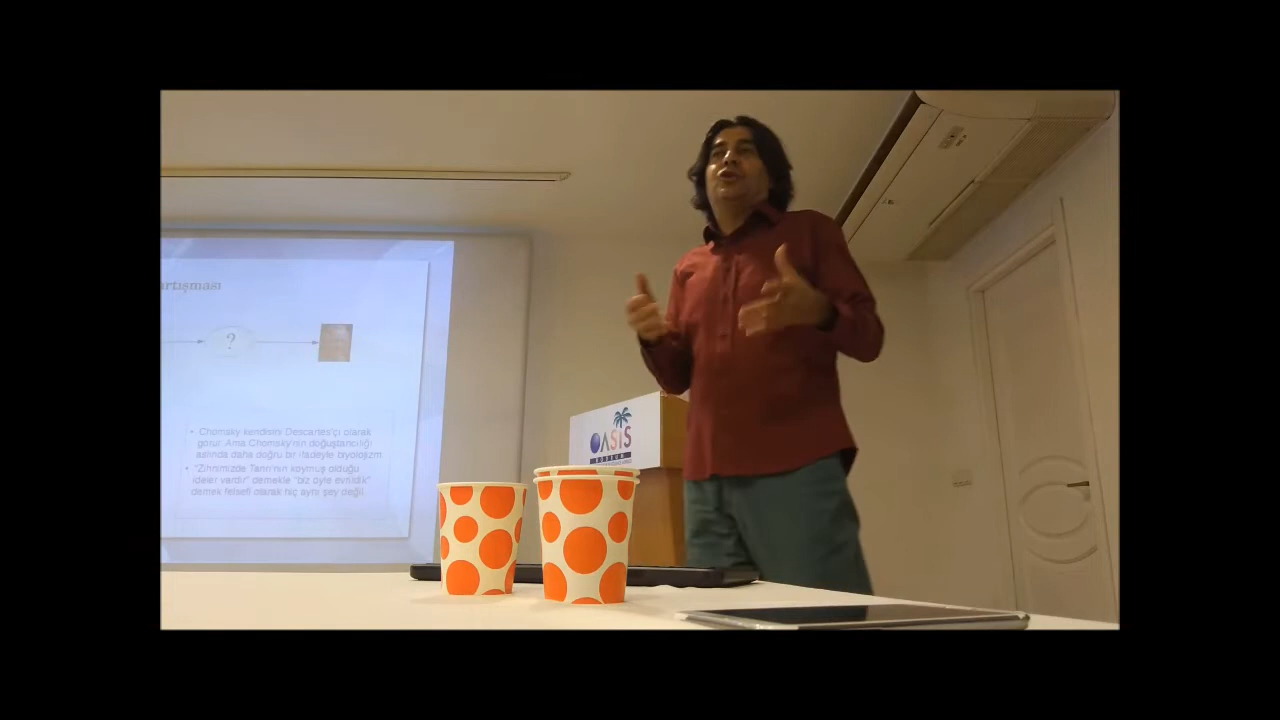 artışması
?
• Chomsky kendisini Descartes'çı olarak
görür. Ama Chomsky'nin doğuştancılığı
aslında daha doğru bir ifadeyle biyolojizm.
• "Zihnimizde Tanrı'nın koymuş olduğu
ideler vardır" demekle "biz öyle evrildik"
demek felsefi olarak hiç aynı şey değil.
OASIS
BODRUM